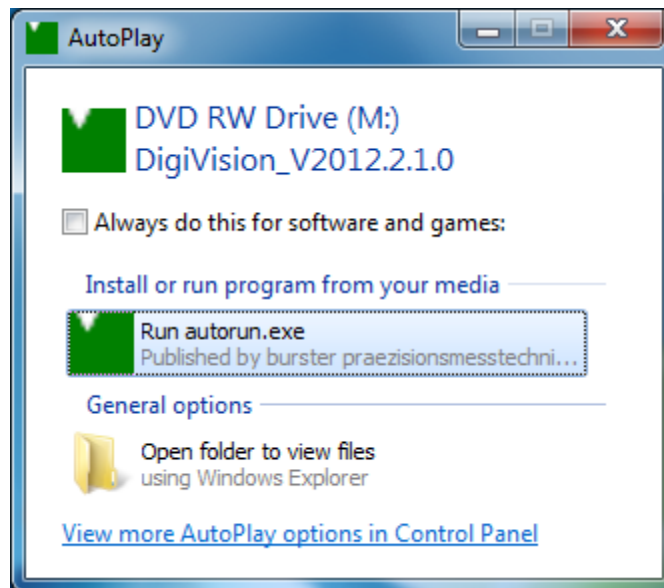 AutoPlay
DVD RW Drive (M:)
DigiVision_V2012.2.1.0
Always do this for software and games:
Install or run program from your media
Run autorun.exe
Published by burster praezisionsmesstechni...
General options
Open folder to view files
using Windows Explorer
View more AutoPlay options in Control Panel